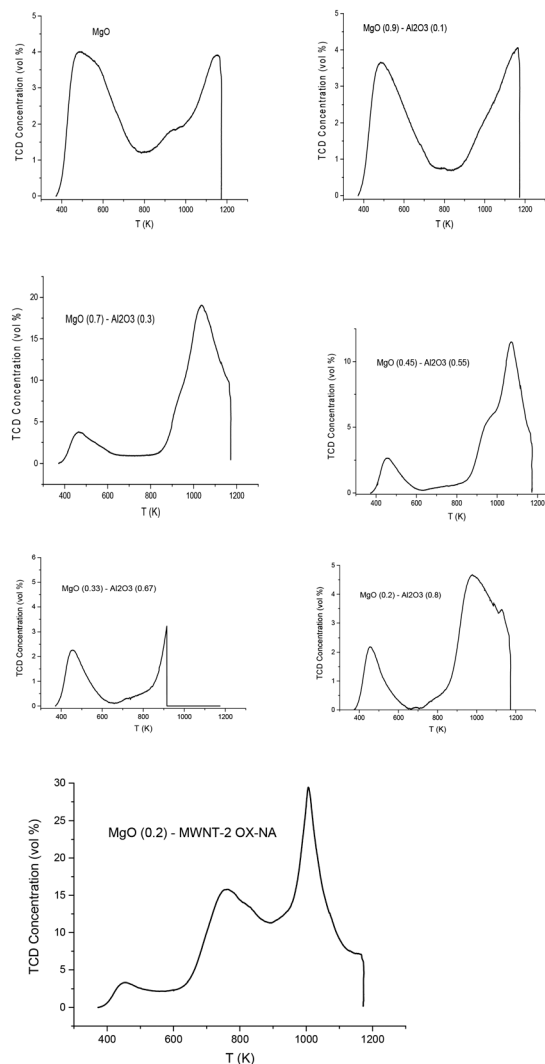 MgO
TCD Concentration (vol %)
5
4
3
2
1
0
400 600 800 1000 1200
T (K)
MgO (0.9) - Al2O3 (0.1)
TCD Concentration (vol %)
5
4
3
2
1
0
400 600 800 1000 1200
T (K)
MgO (0.7) - Al2O3 (0.3)
TCD Concentration (vol %)
20
15
10
5
0
400 600 800 1000 1200
T (K)
MgO (0.45) - Al2O3 (0.55)
TCD Concentration (vol %)
10
5
0
400 600 800 1000 1200
T (K)
MgO (0.33) - Al2O3 (0.67)
TCD Concentration (vol %)
6
5
4
3
2
1
0
400 600 800 1000 1200
T (K)
MgO (0.2) - Al2O3 (0.8)
TCD Concentration (vol %)
5
4
3
2
1
0
400 600 800 1000 1200
T (K)
MgO (0.2) - MWNT-2 OX-NA
TCD Concentration (vol %)
30
25
20
15
10
5
0
400 600 800 1000 1200
T (K)